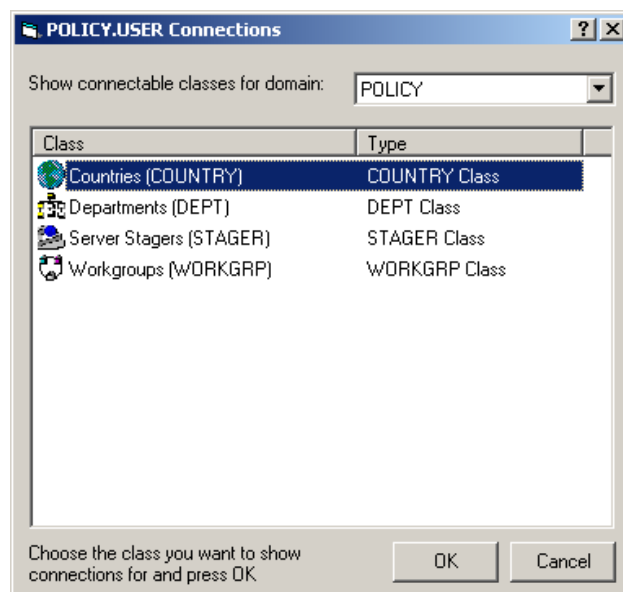 POLICY.USER Connections
Show connectable classes for domain: POLICY
Class Type
Countries (COUNTRY) COUNTRY Class
Departments (DEPT) DEPT Class
Server Stagers (STAGER) STAGER Class
Workgroups (WORKGRP) WORKGRP Class
Choose the class you want to show
connections for and press OK
OK Cancel